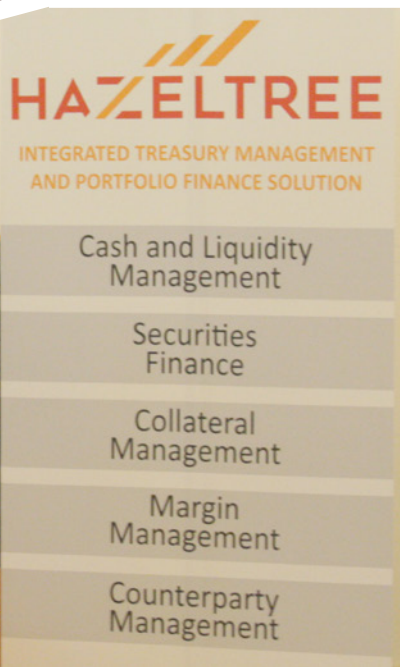 HAZELTREE
INTEGRATED TREASURY MANAGEMENT
AND PORTFOLIO FINANCE SOLUTION
Cash and Liquidity
Management
Securities
Finance
Collateral
Management
Margin
Management
Counterparty
Management